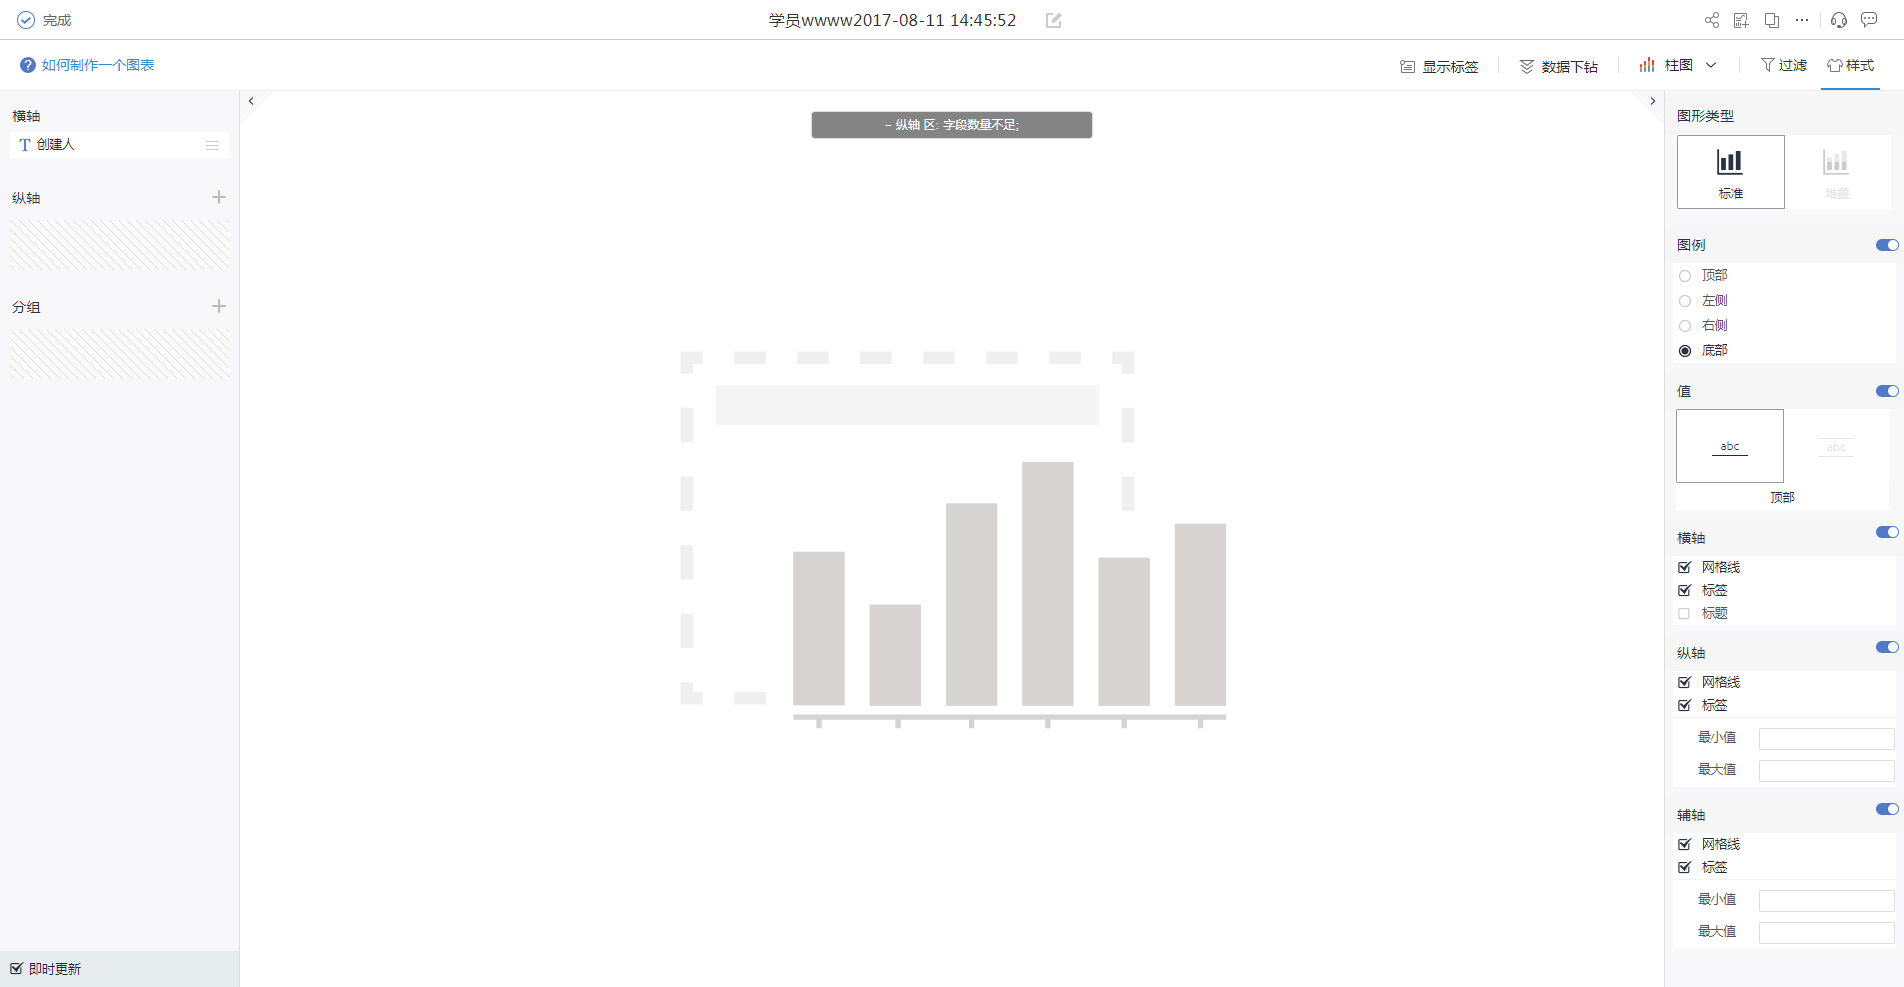 完成
学员wwww2017-08-11 14:45:52
? 如何制作一个图表
显示标签
数据下钻
柱图
过滤
样式
横轴
T 创建人
纵轴
分组
即时更新
- 纵轴 区: 字段数量不足;
图形类型
标准
堆叠
图例
顶部
左侧
右侧
底部
值
abc
abc
顶部
横轴
网格线
标签
标题
纵轴
网格线
标签
最小值
最大值
辅轴
网格线
标签
最小值
最大值